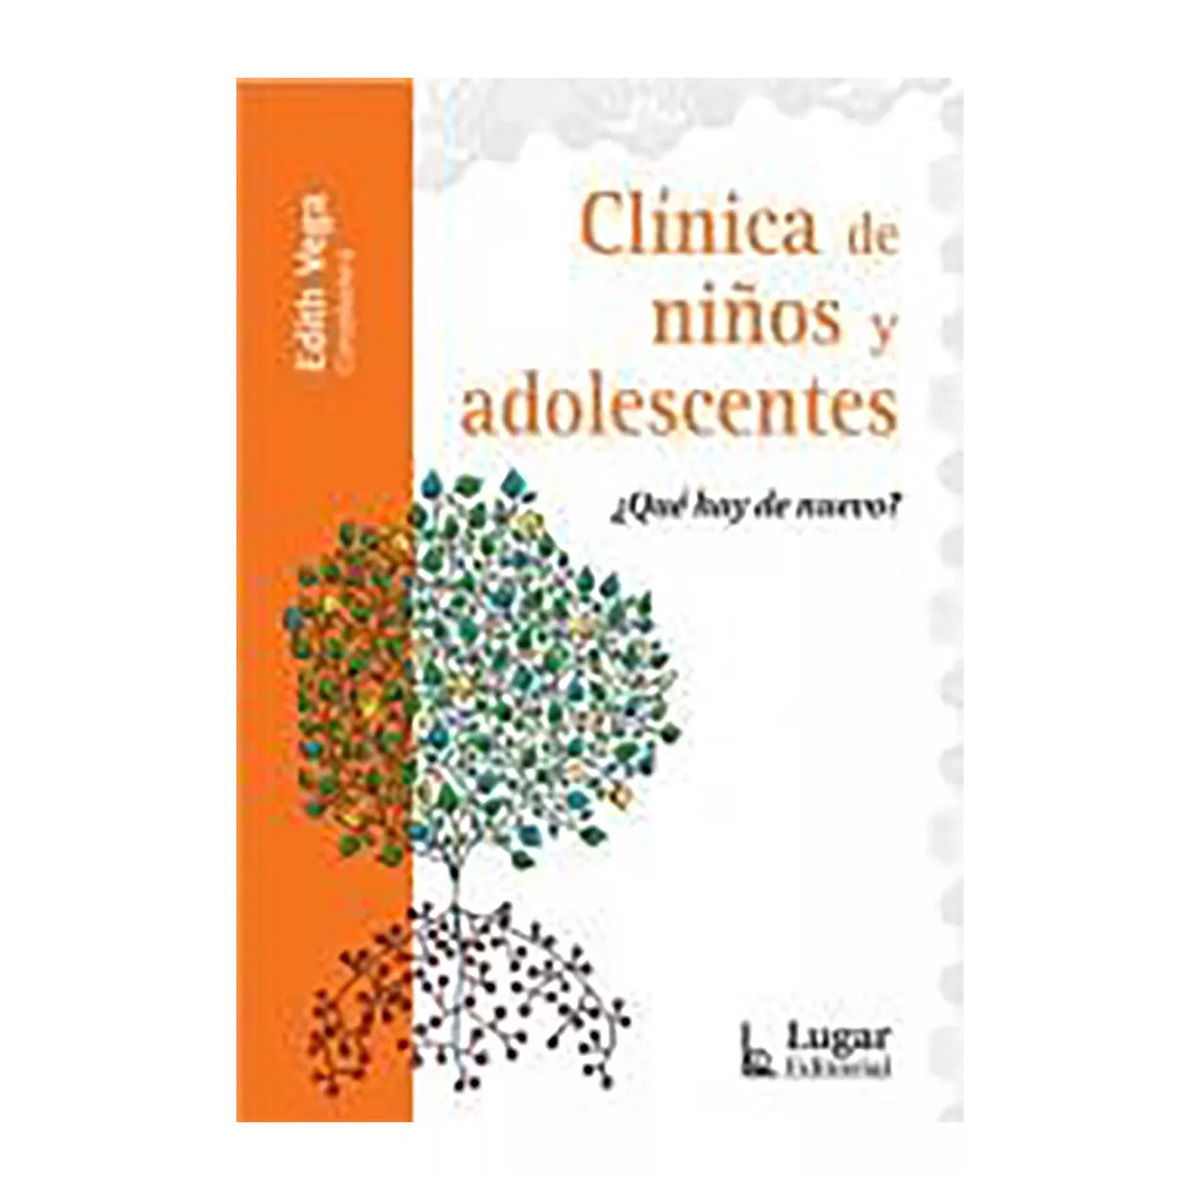 Edith Vega
Clínica de
niños y
adolescentes
¿Qué hay de nuevo?
Lugar
Editorial